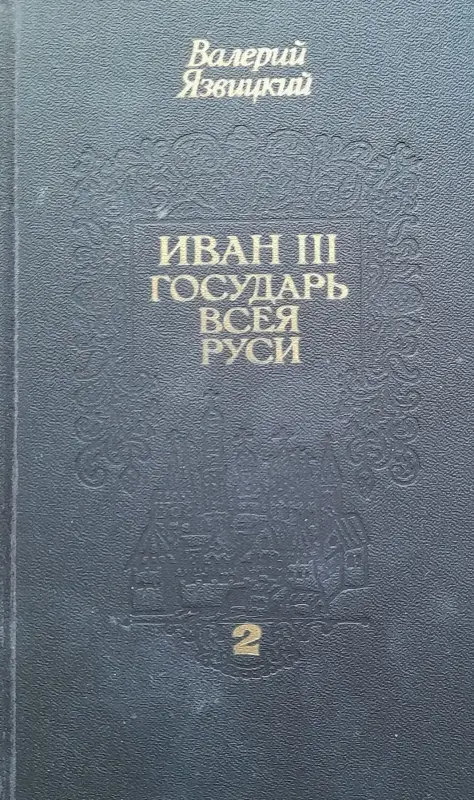 Валерий
Язвицкий
ИВАН III
ГОСУДАРЬ
ВСЕЯ
РУСИ
2